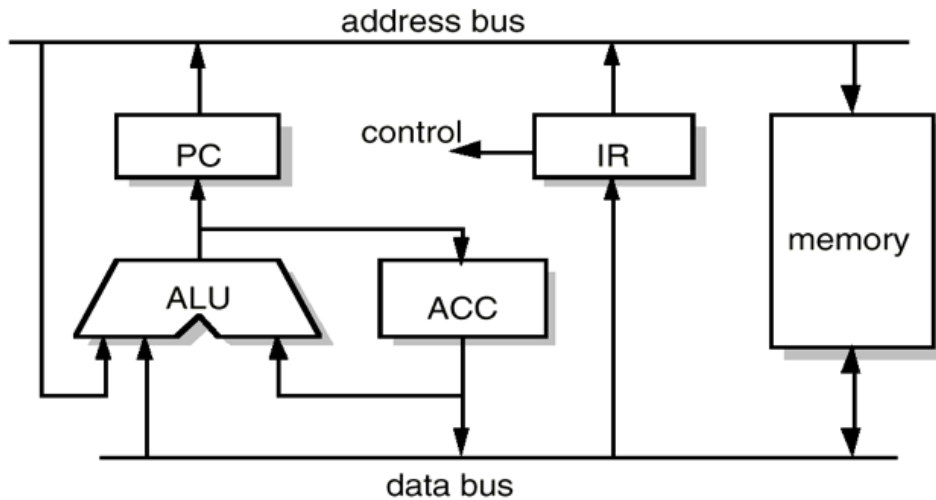 address bus
PC
control
IR
memory
ALU
ACC
data bus